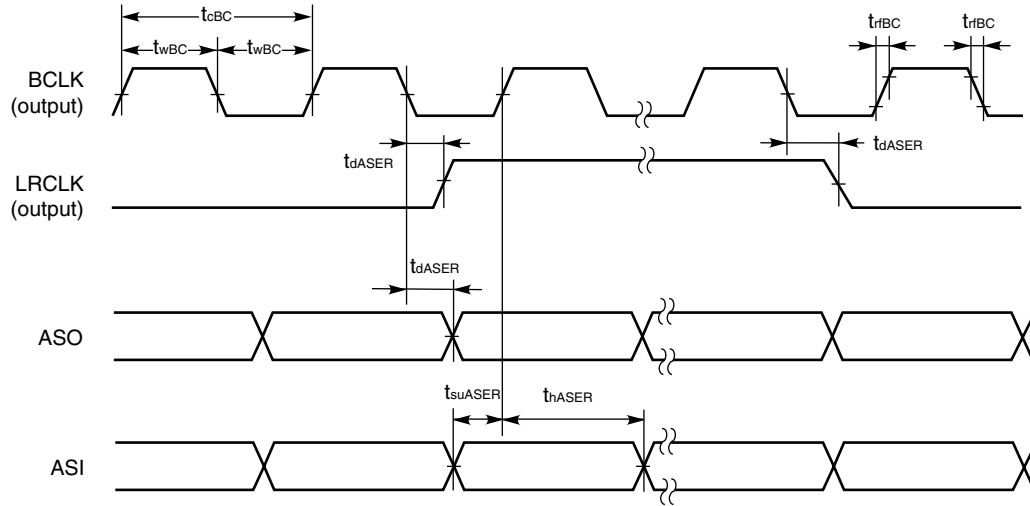 tcBC
trfBC trfBC
twBC twBC
BCLK
(output)
tdASER tdASER
LRCLK
(output)
tdASER
ASO
tsuASER thASER
ASI